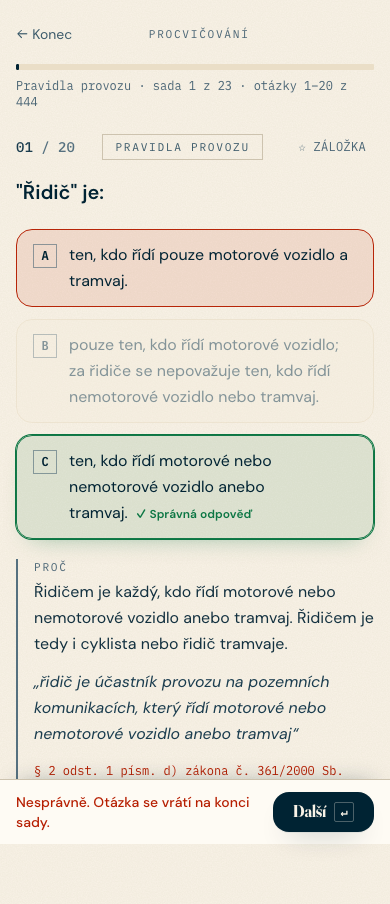 ← Konec
PROCVIČOVÁNÍ
Pravidla provozu · sada 1 z 23 · otázky 1–20 z
444
01 / 20
PRAVIDLA PROVOZU
☆ ZÁLOŽKA
"Řidič" je:
A
ten, kdo řídí pouze motorové vozidlo a
tramvaj.
B
pouze ten, kdo řídí motorové vozidlo;
za řidiče se nepovažuje ten, kdo řídí
nemotorové vozidlo nebo tramvaj.
C
ten, kdo řídí motorové nebo
nemotorové vozidlo anebo
tramvaj. ✓ Správná odpověď
PROČ
Řidičem je každý, kdo řídí motorové nebo
nemotorové vozidlo anebo tramvaj. Řidičem je
tedy i cyklista nebo řidič tramvaje.
„řidič je účastník provozu na pozemních
komunikacích, který řídí motorové nebo
nemotorové vozidlo anebo tramvaj“
§ 2 odst. 1 písm. d) zákona č. 361/2000 Sb.
Nesprávně. Otázka se vrátí na konci
sady.
Další ↵